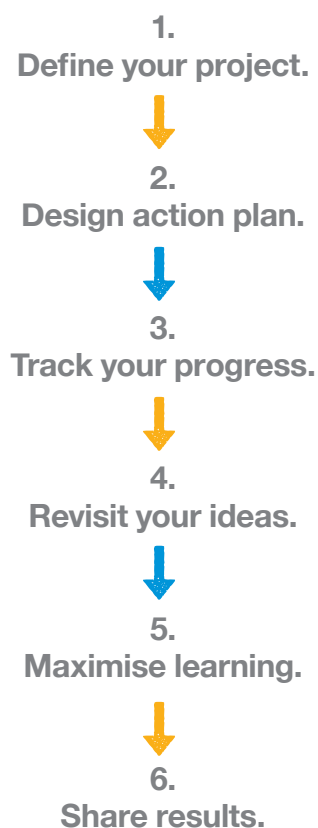 1.
Define your project.
2.
Design action plan.
3.
Track your progress.
4.
Revisit your ideas.
5.
Maximise learning.
6.
Share results.